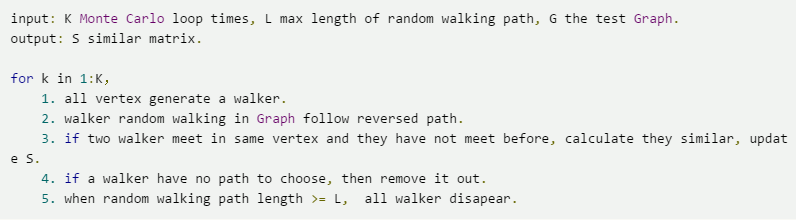 input: K Monte Carlo loop times, L max length of random walking path, G the test Graph.
output: S similar matrix.
for k in 1:K,
1. all vertex generate a walker.
2. walker random walking in Graph follow reversed path.
3. if two walker meet in same vertex and they have not meet before, calculate they similar, updat
e S.
4. if a walker have no path to choose, then remove it out.
5. when random walking path length >= L,  all walker disapear.